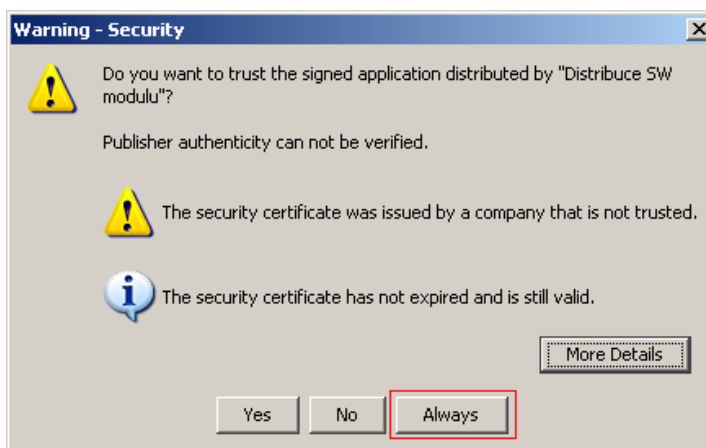 Warning - Security
Do you want to trust the signed application distributed by "Distribuce SW
modulu"?
Publisher authenticity can not be verified.
The security certificate was issued by a company that is not trusted.
The security certificate has not expired and is still valid.
More Details
Yes No Always